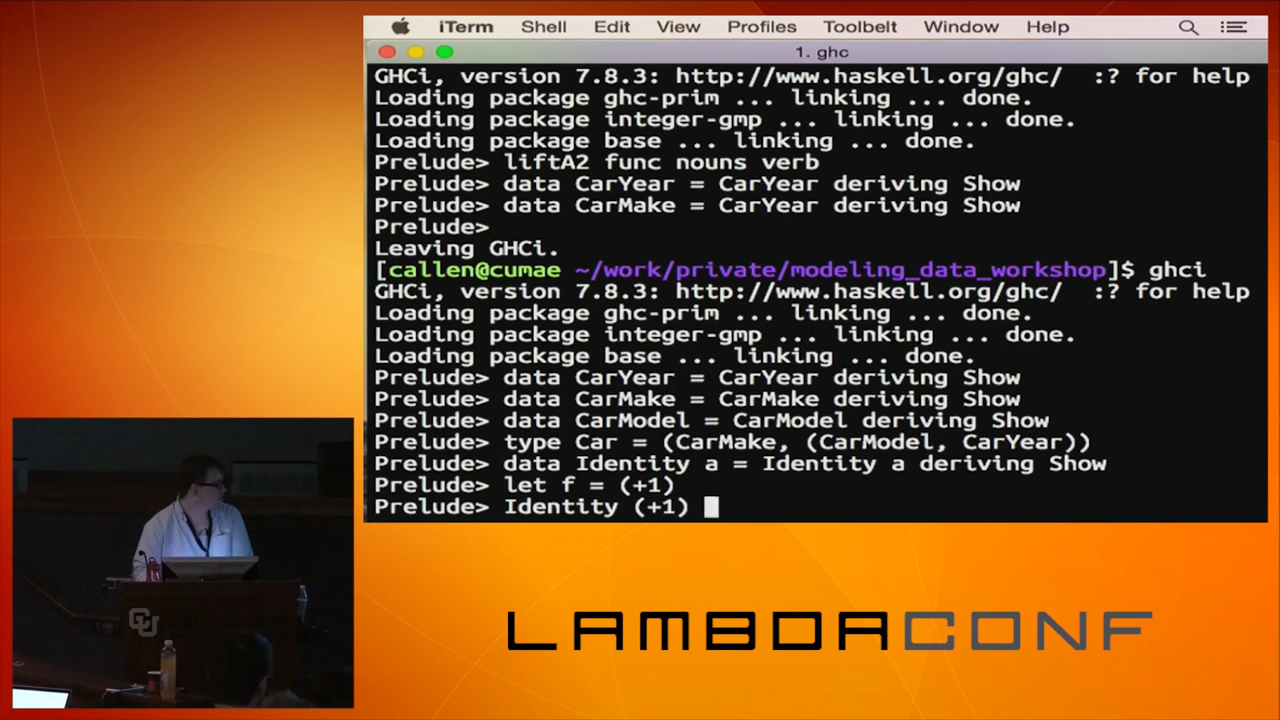 iTerm Shell Edit View Profiles Toolbelt Window Help
1. ghc
GHCi, version 7.8.3: http://www.haskell.org/ghc/  :? for help
Loading package ghc-prim ... linking ... done.
Loading package integer-gmp ... linking ... done.
Loading package base ... linking ... done.
Prelude> liftA2 func nouns verb
Prelude> data CarYear = CarYear deriving Show
Prelude> data CarMake = CarYear deriving Show
Prelude>
Leaving GHCi.
[callen@cumae ~/work/private/modeling_data_workshop]$ ghci
GHCi, version 7.8.3: http://www.haskell.org/ghc/  :? for help
Loading package ghc-prim ... linking ... done.
Loading package integer-gmp ... linking ... done.
Loading package base ... linking ... done.
Prelude> data CarYear = CarYear deriving Show
Prelude> data CarMake = CarMake deriving Show
Prelude> data CarModel = CarModel deriving Show
Prelude> type Car = (CarMake, (CarModel, CarYear))
Prelude> data Identity a = Identity a deriving Show
Prelude> let f = (+1)
Prelude> Identity (+1)
CU
LAMBDACONF